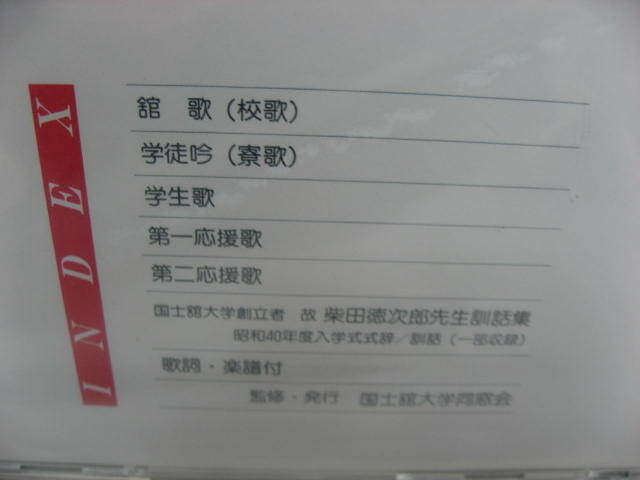 INDEX
舘 歌（校歌）
学徒吟（寮歌）
学生歌
第一応援歌
第二応援歌
国士舘大学創立者 故 柴田徳次郎先生訓話集
昭和40年度入学式式辞／訓話（一部収録）
歌詞・楽譜付
監修・発行 国士舘大学同窓会